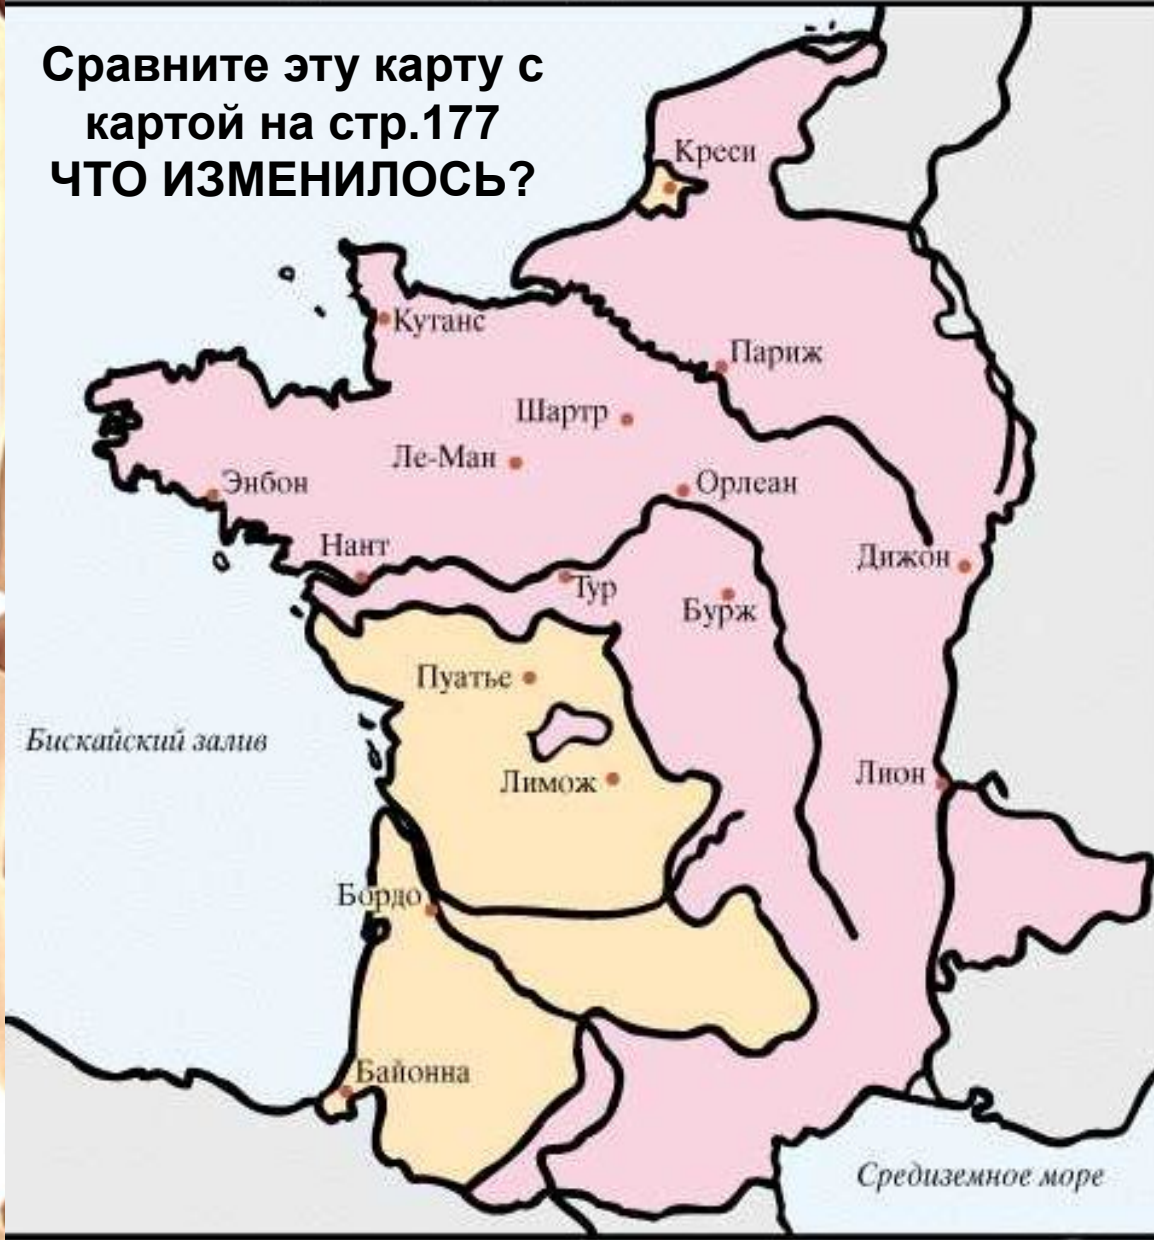 Сравните эту карту с
картой на стр.177
ЧТО ИЗМЕНИЛОСЬ?
Креси
Кутанс
Париж
Шартр
Ле-Ман
Энбон
Орлеан
Нант
Дижон
Тур
Бурж
Пуатье
Бискайский залив
Лимож
Лион
Бордо
Байонна
Средиземное море